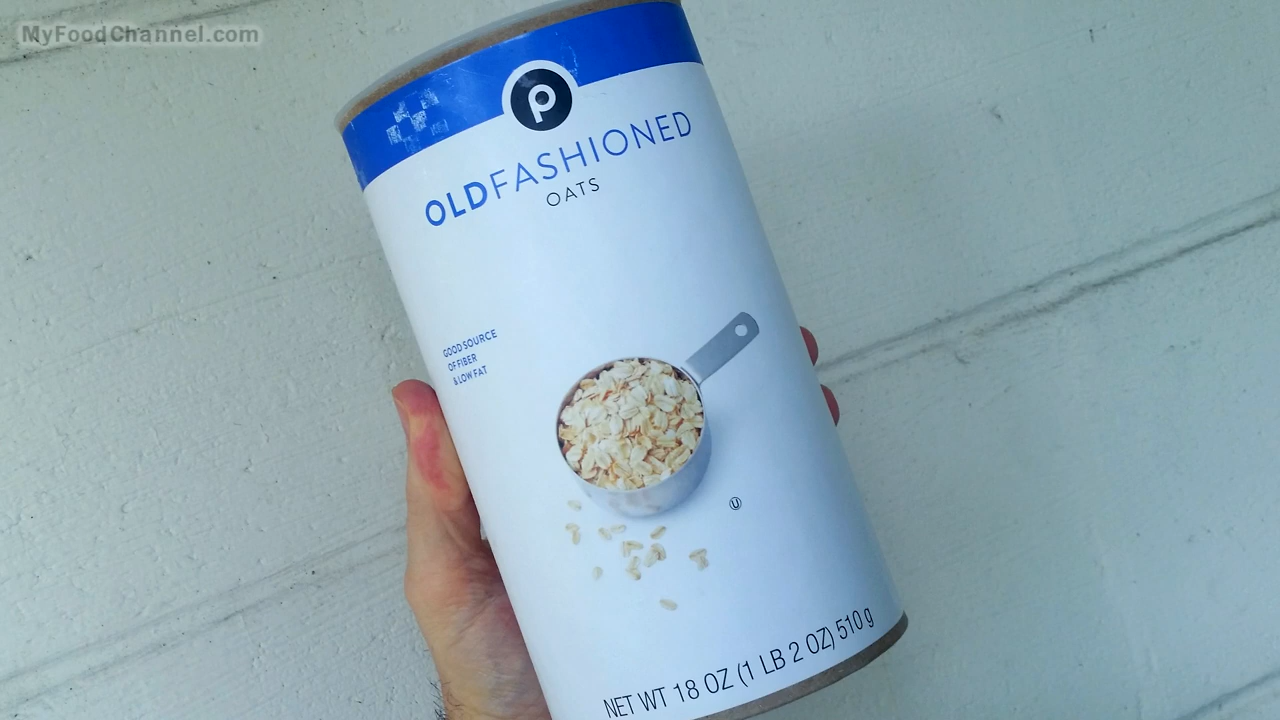 MyFoodChannel.com
P
OLDFASHIONED
OATS
GOOD SOURCE
OF FIBER
& LOW FAT
U
NET WT 18 OZ (1 LB 2 OZ) 510 g